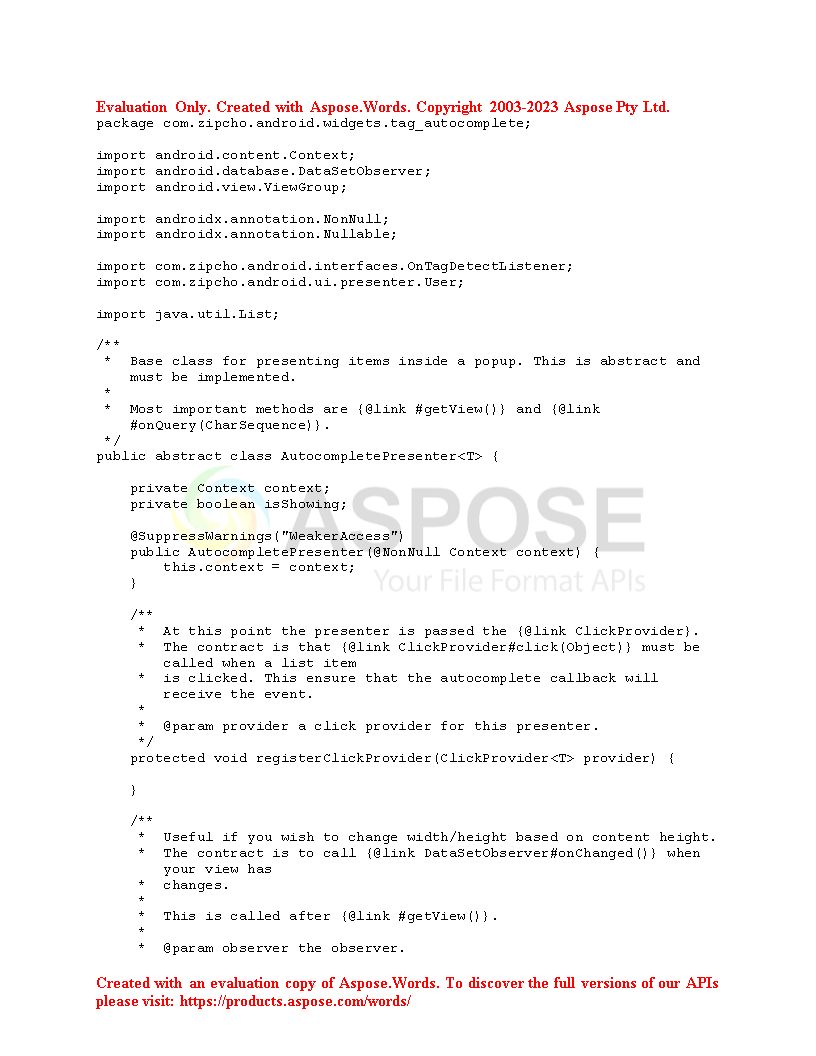 Evaluation Only. Created with Aspose.Words. Copyright 2003-2023 Aspose Pty Ltd.
package com.zipcho.android.widgets.tag_autocomplete;

import android.content.Context;
import android.database.DataSetObserver;
import android.view.ViewGroup;

import androidx.annotation.NonNull;
import androidx.annotation.Nullable;

import com.zipcho.android.interfaces.OnTagDetectListener;
import com.zipcho.android.ui.presenter.User;

import java.util.List;

/**
 *  Base class for presenting items inside a popup. This is abstract and
    must be implemented.
 *
 *  Most important methods are {@link #getView()} and {@link
    #onQuery(CharSequence)}.
 */
public abstract class AutocompletePresenter<T> {

    private Context context;
    private boolean isShowing;
ASPOSE
    @SuppressWarnings("WeakerAccess")
    public AutocompletePresenter(@NonNull Context context) {
        this.context = context;
Your File Format APIs
    }

    /**
     *  At this point the presenter is passed the {@link ClickProvider}.
     *  The contract is that {@link ClickProvider#click(Object)} must be
        called when a list item
     *  is clicked. This ensure that the autocomplete callback will
        receive the event.
     *
     *  @param provider a click provider for this presenter.
     */
    protected void registerClickProvider(ClickProvider<T> provider) {

    }

    /**
     *  Useful if you wish to change width/height based on content height.
     *  The contract is to call {@link DataSetObserver#onChanged()} when
        your view has
     *  changes.
     *
     *  This is called after {@link #getView()}.
     *
     *  @param observer the observer.

Created with an evaluation copy of Aspose.Words. To discover the full versions of our APIs
please visit: https://products.aspose.com/words/